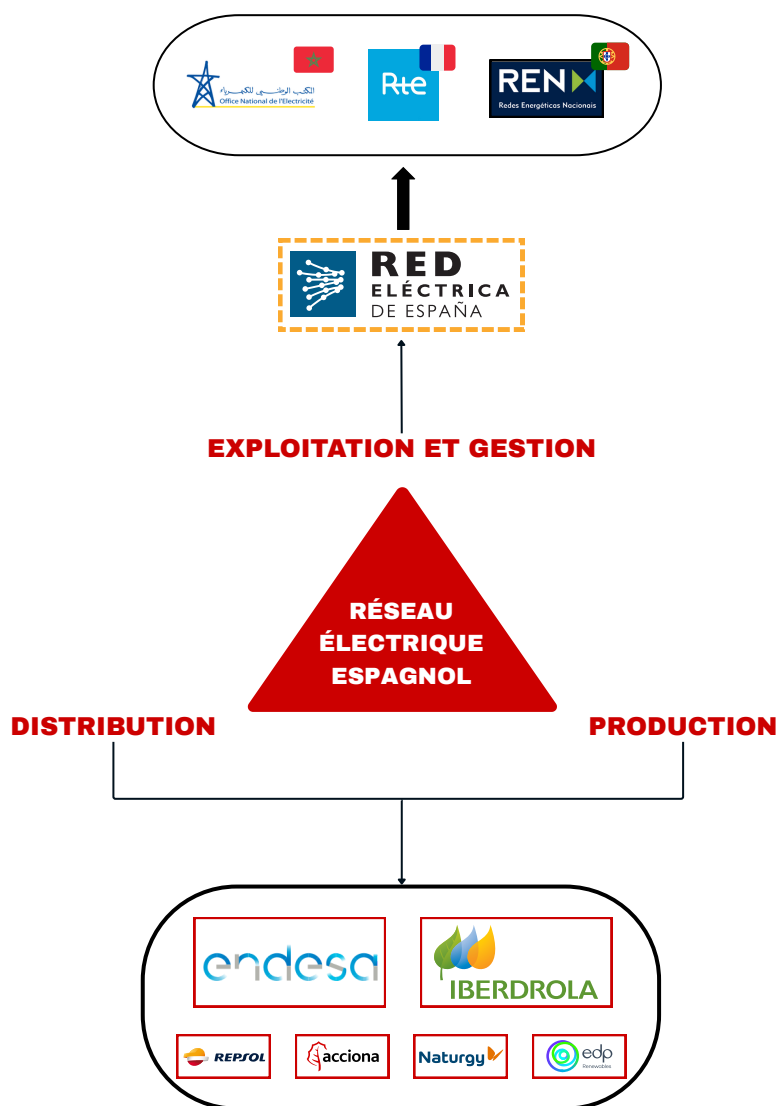 المكتب الوطني للكهرباء
Office National de l'Electricité
Rte
REN
Redes Energéticas Nacionais
RED
ELÉCTRICA
DE ESPAÑA
EXPLOITATION ET GESTION
RÉSEAU
ÉLECTRIQUE
ESPAGNOL
DISTRIBUTION
PRODUCTION
endesa
IBERDROLA
REPSOL
acciona
Naturgy
edp
Renewables